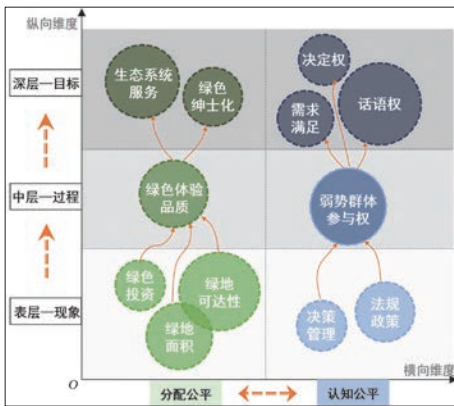 纵向维度
深层—目标
中层—过程
表层—现象
生态系统
服务
绿色
绅士化
决定权
需求
满足
话语权
绿色体验
品质
弱势群体
参与权
绿色
投资
绿地
可达性
绿地
面积
决策
管理
法规
政策
横向维度
O
分配公平
认知公平